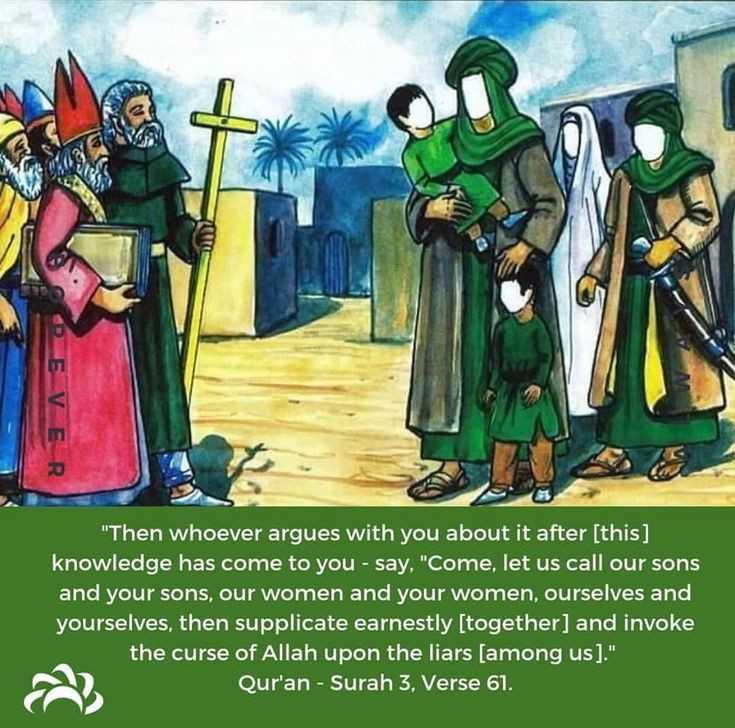 "Then whoever argues with you about it after [this]
knowledge has come to you - say, "Come, let us call our sons
and your sons, our women and your women, ourselves and
yourselves, then supplicate earnestly [together] and invoke
the curse of Allah upon the liars [among us]."
Qur'an - Surah 3, Verse 61.